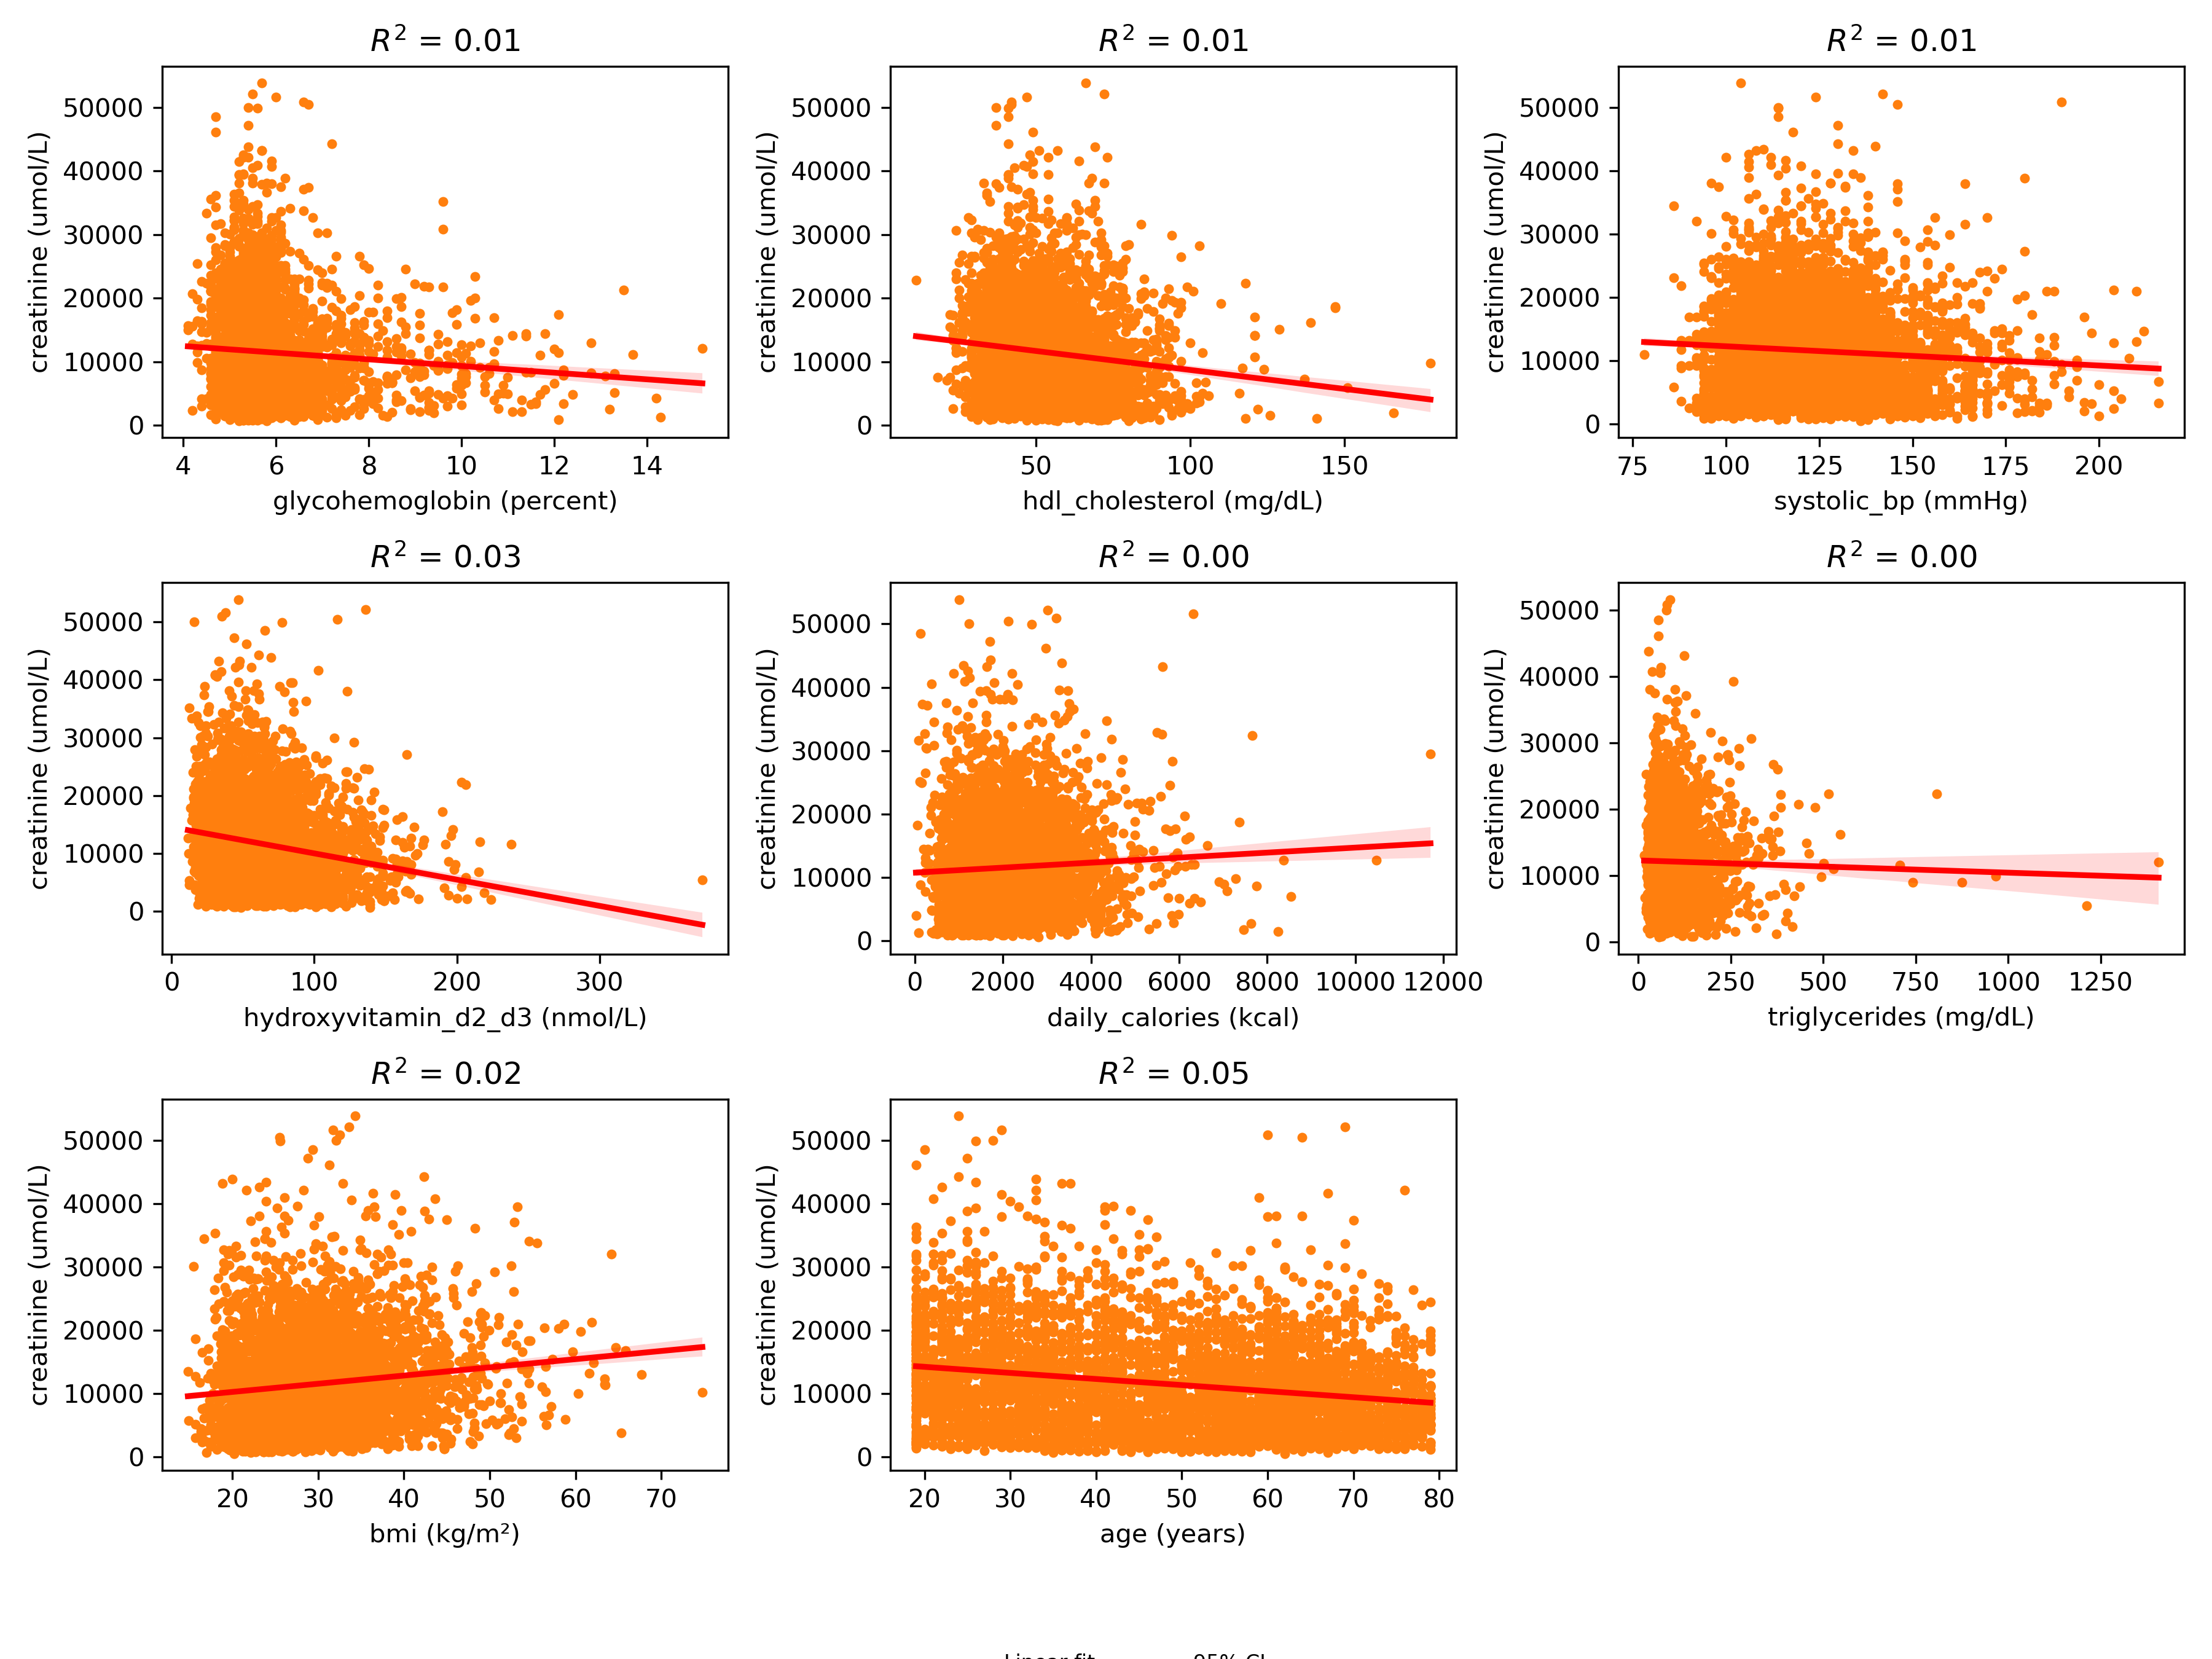 R² = 0.01
R² = 0.01
R² = 0.01
creatinine (umol/L)
50000
40000
30000
20000
10000
0
4 6 8 10 12 14
glycohemoglobin (percent)
creatinine (umol/L)
50000
40000
30000
20000
10000
0
50 100 150
hdl_cholesterol (mg/dL)
creatinine (umol/L)
50000
40000
30000
20000
10000
0
75 100 125 150 175 200
systolic_bp (mmHg)
R² = 0.03
R² = 0.00
R² = 0.00
creatinine (umol/L)
50000
40000
30000
20000
10000
0
0 100 200 300
hydroxyvitamin_d2_d3 (nmol/L)
creatinine (umol/L)
50000
40000
30000
20000
10000
0
0 2000 4000 6000 8000 10000 12000
daily_calories (kcal)
creatinine (umol/L)
50000
40000
30000
20000
10000
0
0 250 500 750 1000 1250
triglycerides (mg/dL)
R² = 0.02
R² = 0.05
creatinine (umol/L)
50000
40000
30000
20000
10000
0
20 30 40 50 60 70
bmi (kg/m²)
creatinine (umol/L)
50000
40000
30000
20000
10000
0
20 30 40 50 60 70 80
age (years)
Linear fit 95% CI